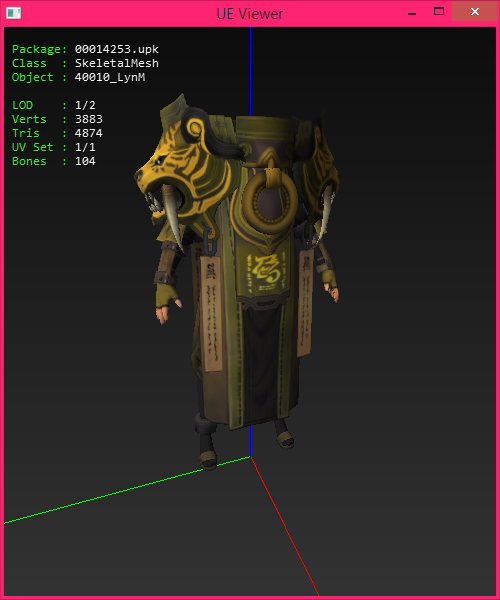 UE Viewer
Package: 00014253.upk
Class : SkeletalMesh
Object : 40010_LynM
LOD : 1/2
Verts : 3883
Tris : 4874
UV Set : 1/1
Bones : 104